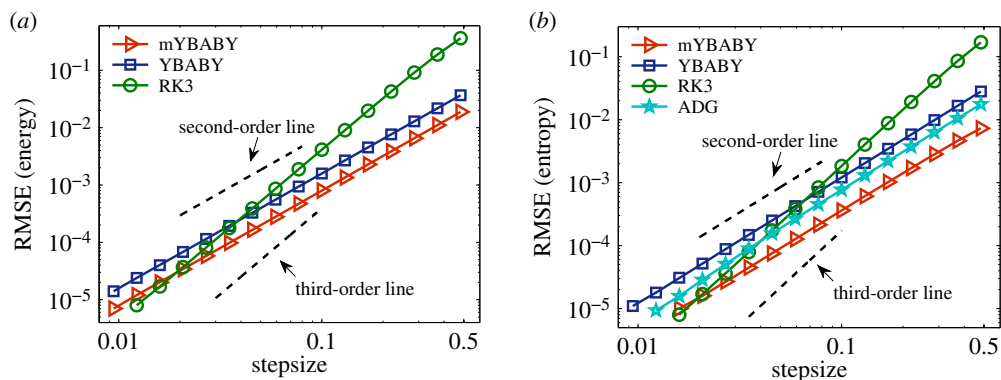 (a)
mYBABY
YBABY
RK3
10⁻¹
10⁻²
10⁻³
10⁻⁴
10⁻⁵
RMSE (energy)
second-order line
third-order line
0.01 0.1 0.5
stepsize
(b)
mYBABY
YBABY
RK3
ADG
10⁻¹
10⁻²
10⁻³
10⁻⁴
10⁻⁵
RMSE (entropy)
second-order line
third-order line
0.01 0.1 0.5
stepsize